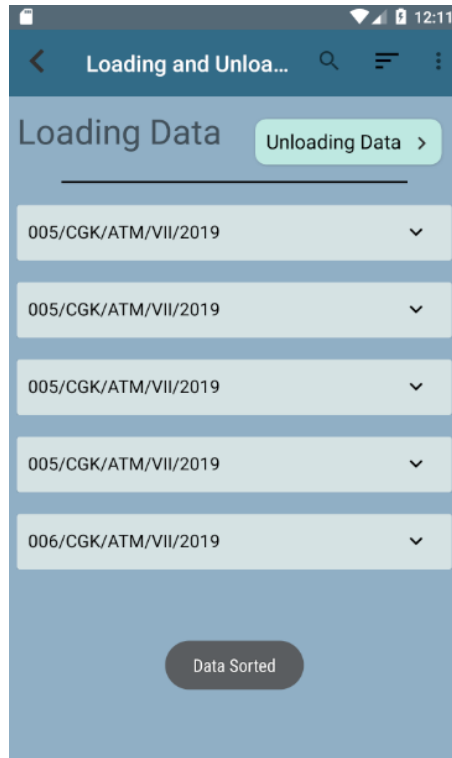 12:11
Loading and Unloa...
Loading Data
Unloading Data
005/CGK/ATM/VII/2019
005/CGK/ATM/VII/2019
005/CGK/ATM/VII/2019
005/CGK/ATM/VII/2019
006/CGK/ATM/VII/2019
Data Sorted